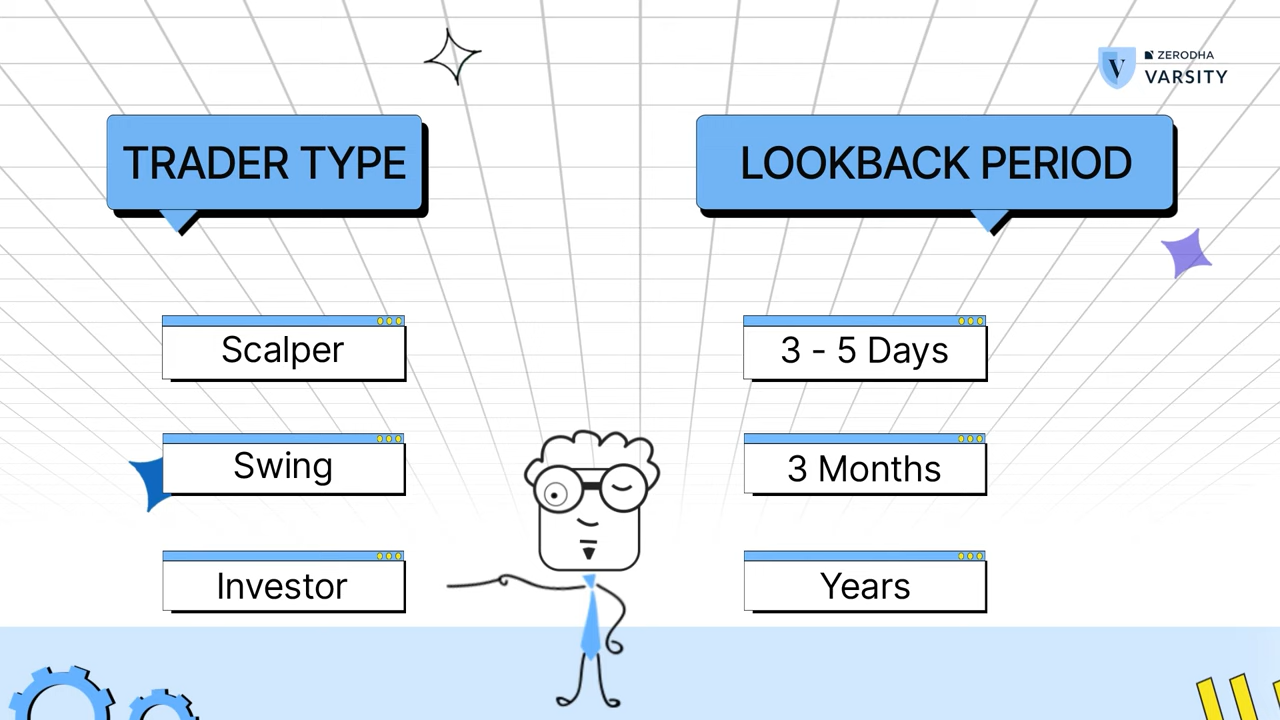 ZERODHA
V
VARSITY
TRADER TYPE
LOOKBACK PERIOD
Scalper
3 - 5 Days
Swing
3 Months
Investor
Years